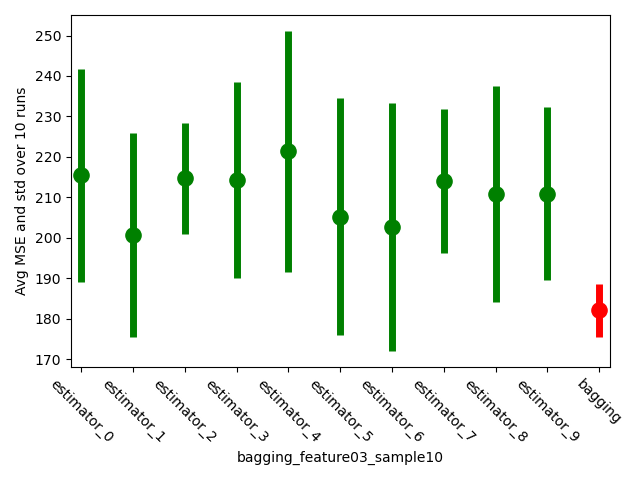 Avg MSE and std over 10 runs
250
240
230
220
210
200
190
180
170
estimator_0
estimator_1
estimator_2
estimator_3
estimator_4
estimator_5
estimator_6
estimator_7
estimator_8
estimator_9
bagging
bagging_feature03_sample10